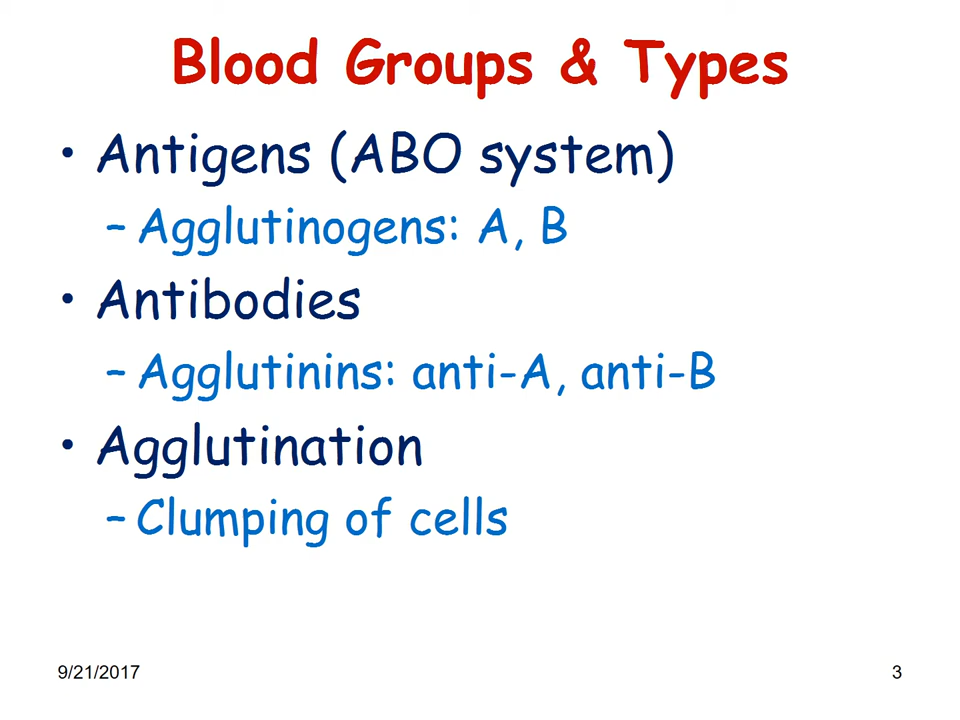 Blood Groups & Types
• Antigens (ABO system)
– Agglutinogens: A, B
• Antibodies
– Agglutinins: anti-A, anti-B
• Agglutination
– Clumping of cells
9/21/2017
3